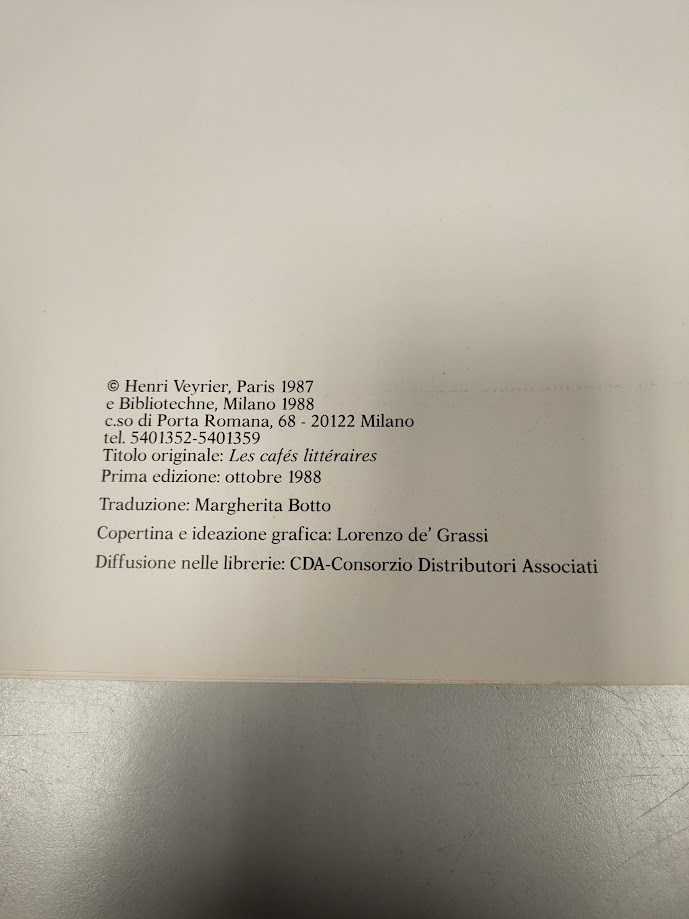 © Henri Veyrier, Paris 1987
e Bibliotechne, Milano 1988
c.so di Porta Romana, 68 - 20122 Milano
tel. 5401352-5401359
Titolo originale: Les cafés littéraires
Prima edizione: ottobre 1988
Traduzione: Margherita Botto
Copertina e ideazione grafica: Lorenzo de' Grassi
Diffusione nelle librerie: CDA-Consorzio Distributori Associati